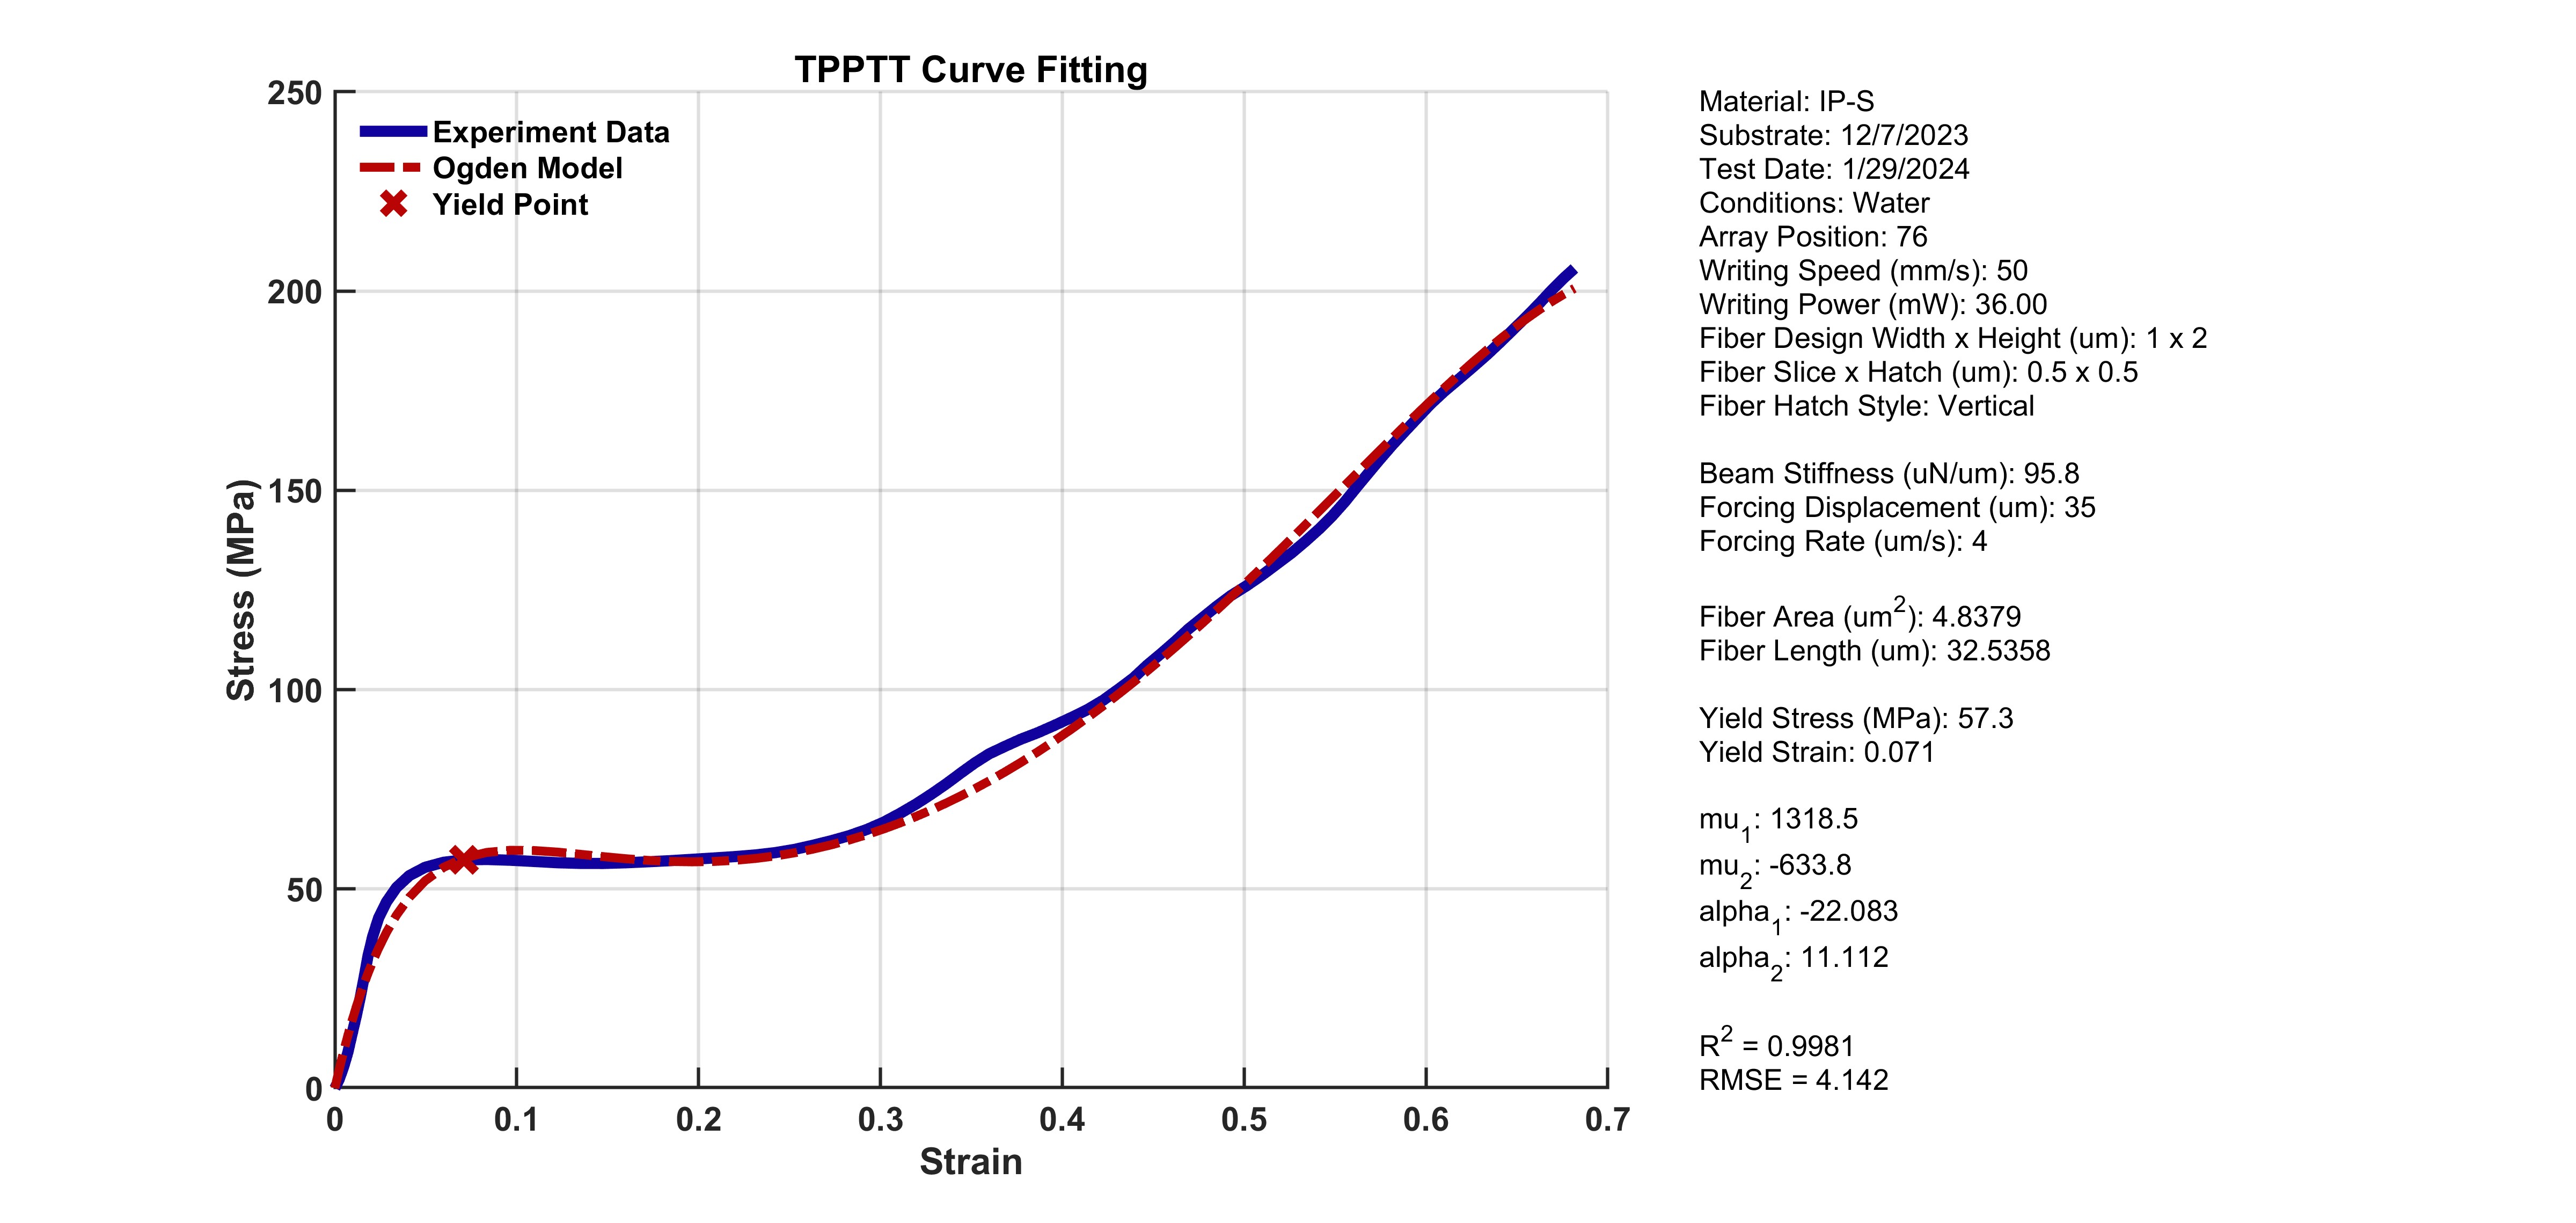 TPPTT Curve Fitting
250
200
150
100
50
0
Stress (MPa)
Experiment Data
Ogden Model
Yield Point
0 0.1 0.2 0.3 0.4 0.5 0.6 0.7
Strain
Material: IP-S
Substrate: 12/7/2023
Test Date: 1/29/2024
Conditions: Water
Array Position: 76
Writing Speed (mm/s): 50
Writing Power (mW): 36.00
Fiber Design Width x Height (um): 1 x 2
Fiber Slice x Hatch (um): 0.5 x 0.5
Fiber Hatch Style: Vertical
Beam Stiffness (uN/um): 95.8
Forcing Displacement (um): 35
Forcing Rate (um/s): 4
Fiber Area (um²): 4.8379
Fiber Length (um): 32.5358
Yield Stress (MPa): 57.3
Yield Strain: 0.071
mu₁: 1318.5
mu₂: -633.8
alpha₁: -22.083
alpha₂: 11.112
R² = 0.9981
RMSE = 4.142